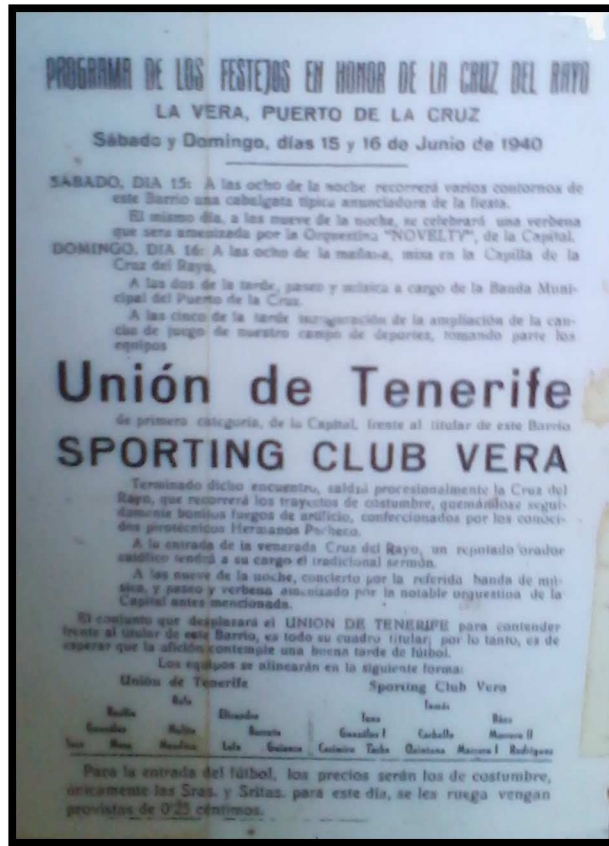 PROGRAMA DE LOS FESTEJOS EN HONOR DE LA CRUZ DEL RAYO
LA VERA, PUERTO DE LA CRUZ
Sábado y Domingo, días 15 y 16 de Junio de 1940
SABADO, DIA 15: A las ocho de la noche recorrerá varios contornos de
este Barrio una cabalgata típica anunciadora de la fiesta.
El mismo día, a las nueve de la noche, se celebrará una verbena
que sera amenizada por la Orquestina "NOVELTY", de la Capital.
DOMINGO, DIA 16: A las ocho de la mañana, misa en la Capilla de la
Cruz del Rayo.
A las dos de la tarde, paseo y música a cargo de la Banda Muni-
cipal del Puerto de la Cruz.
A las cinco de la tarde inauguración de la ampliación de la can-
cha de juego de nuestro campo de deportes, tomando parte los
equipos
Unión de Tenerife
de primera categoría, de la Capital, frente al titular de este Barrio
SPORTING CLUB VERA
Terminado dicho encuentro, saldrá procesionalmente la Cruz del
Rayo, que recorrerá los trayectos de costumbre, quemándose segui-
damente bonitos fuegos de artificio, confeccionados por los conoci-
dos pirotécnicos Hermanos Pacheco.
A la entrada de la venerada Cruz del Rayo, un reputado orador
católico tendrá a su cargo el tradicional sermón.
A las nueve de la noche, concierto por la referida banda de mú-
sica, y paseo y verbena amenizado por la notable orquestina de la
Capital antes mencionada.
El conjunto que desplazará el UNION DE TENERIFE para contender
frente al titular de este Barrio, es todo su cuadro titular; por lo tanto, es de
esperar que la afición contemple una buena tarde de fútbol.
Los equipos se alinearán en la siguiente forma:
Unión de Tenerife Sporting Club Vera
Rafa Tomás
Elisandro Báez
González González I Carballo Marrero II
Mesa Lolo Casimiro Quintana Marrero I Rodríguez
Para la entrada del fútbol, los precios serán los de costumbre,
únicamente las Sras. y Sritas. para este día, se les ruega vengan
provistas de 0'25 céntimos.